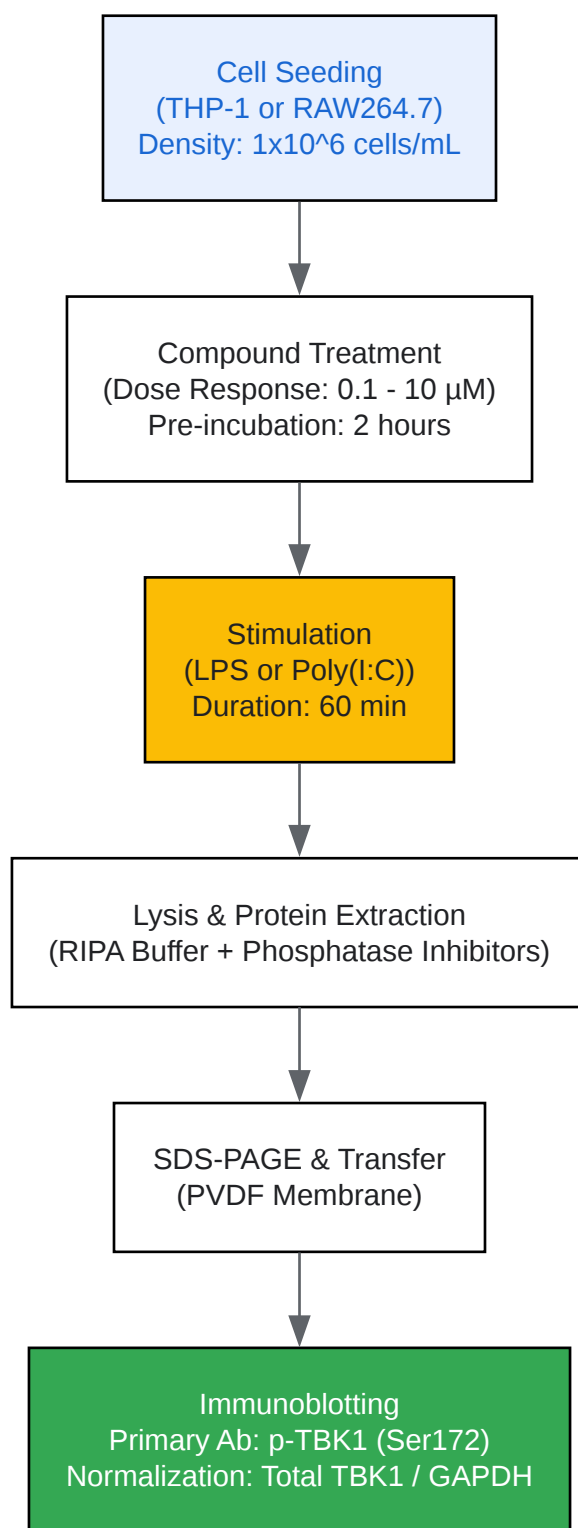 Cell Seeding
(THP-1 or RAW264.7)
Density: 1x10^6 cells/mL
Compound Treatment
(Dose Response: 0.1 - 10 µM)
Pre-incubation: 2 hours
Stimulation
(LPS or Poly(I:C))
Duration: 60 min
Lysis & Protein Extraction
(RIPA Buffer + Phosphatase Inhibitors)
SDS-PAGE & Transfer
(PVDF Membrane)
Immunoblotting
Primary Ab: p-TBK1 (Ser172)
Normalization: Total TBK1 / GAPDH